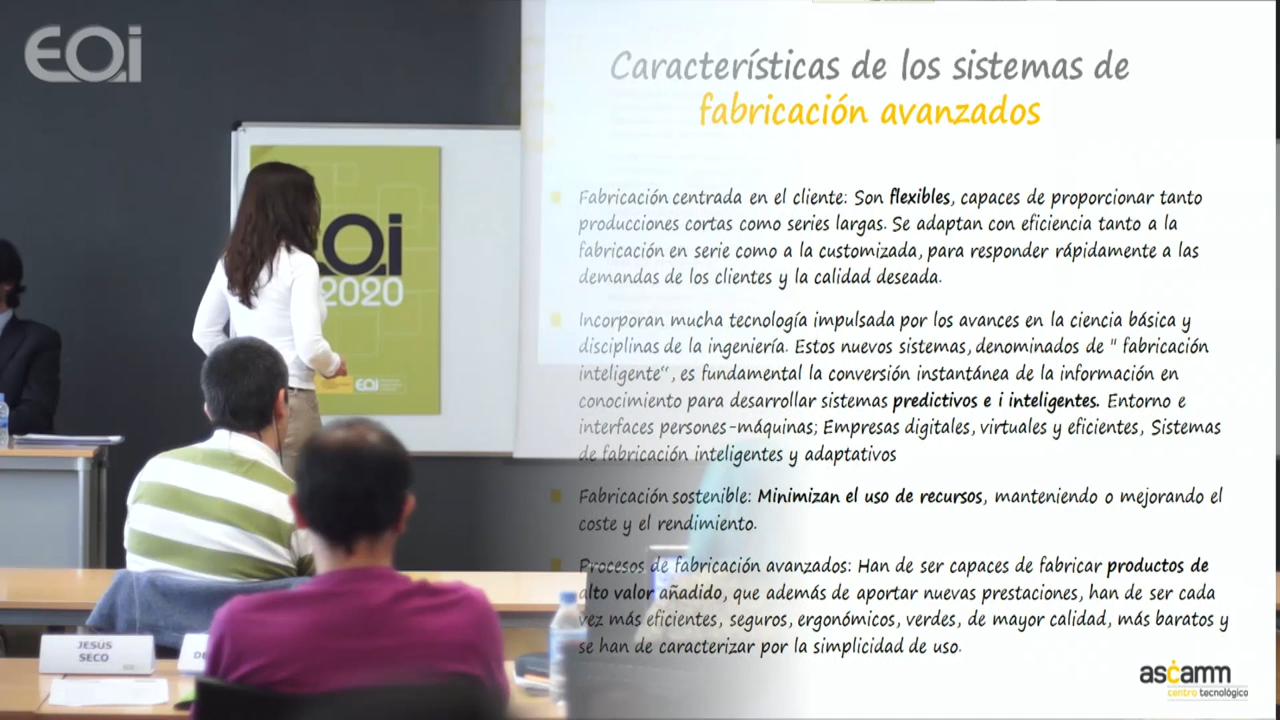 EOi
Características de los sistemas de
fabricación avanzados
Fabricación centrada en el cliente: Son flexibles, capaces de proporcionar tanto
producciones cortas como series largas. Se adaptan con eficiencia tanto a la
fabricación en serie como a la customizada, para responder rápidamente a las
demandas de los clientes y la calidad deseada.
Incorporan mucha tecnología impulsada por los avances en la ciencia básica y
disciplinas de la ingeniería. Estos nuevos sistemas, denominados de " fabricación
inteligente“, es fundamental la conversión instantánea de la información en
conocimiento para desarrollar sistemas predictivos e i inteligentes. Entorno e
interfaces persones-máquinas; Empresas digitales, virtuales y eficientes, Sistemas
de fabricación inteligentes y adaptativos
Fabricación sostenible: Minimizan el uso de recursos, manteniendo o mejorando el
coste y el rendimiento.
Procesos de fabricación avanzados: Han de ser capaces de fabricar productos de
alto valor añadido, que además de aportar nuevas prestaciones, han de ser cada
vez más eficientes, seguros, ergonómicos, verdes, de mayor calidad, más baratos y
se han de caracterizar por la simplicidad de uso.
ascamm
centro tecnológico
EOi
2020
EOi
JESÚS
SECO